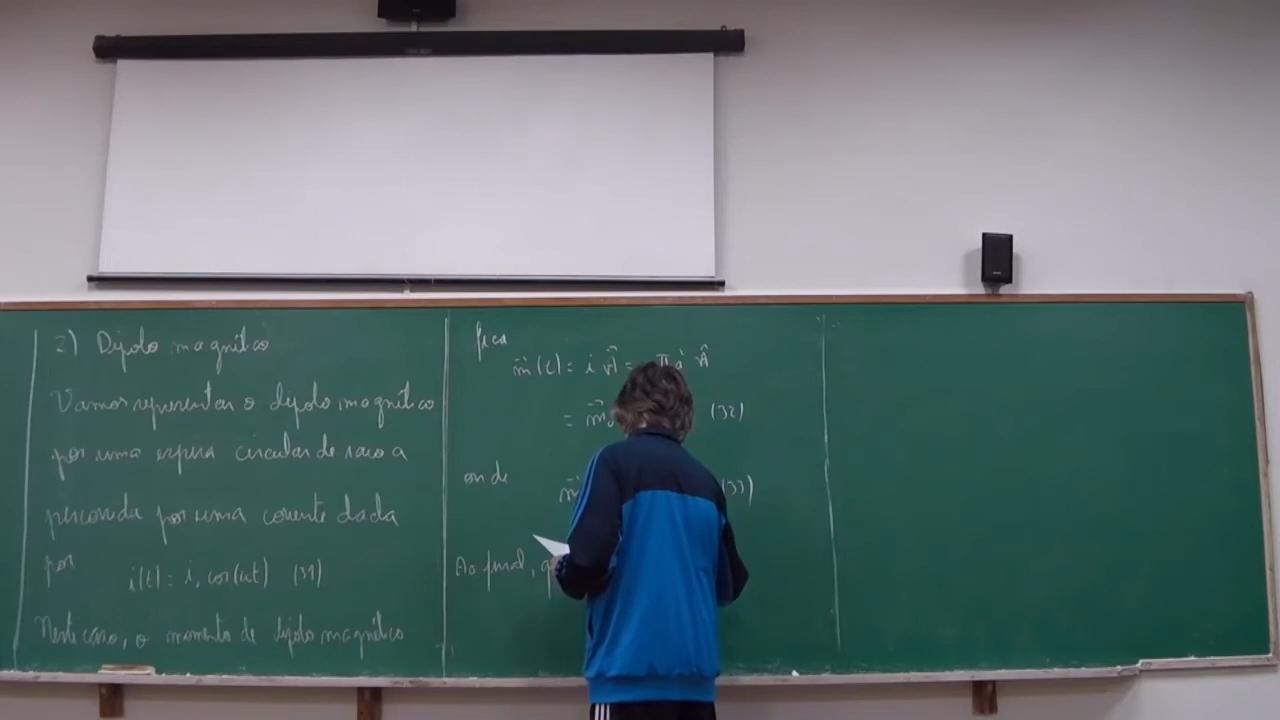 2) Dipolo magnético
Vamos representar o dipolo magnético
por uma espira circular de raio a
percorrida por uma corrente dada
por i(t) = i₀ cos(ωt) (31)
Neste caso, o momento de dipolo magnético
fica
m⃗(t) = i A⃗ =
= m⃗₀ (32)
onde
(33)
Ao final,